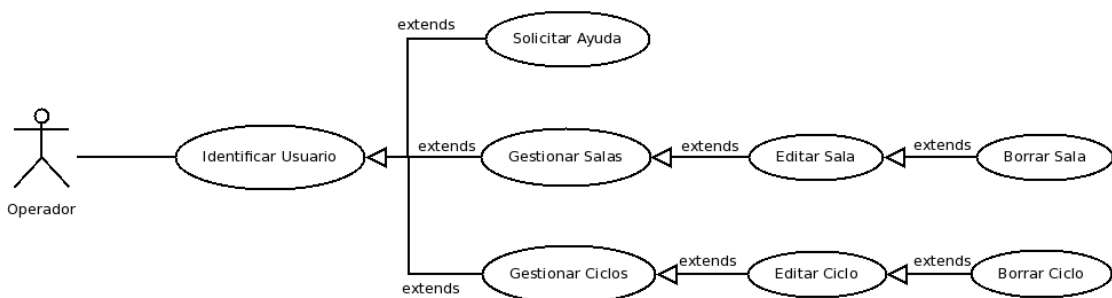 extends
Solicitar Ayuda
Operador
Identificar Usuario
extends
Gestionar Salas
extends
Editar Sala
extends
Borrar Sala
extends
Gestionar Ciclos
extends
Editar Ciclo
extends
Borrar Ciclo